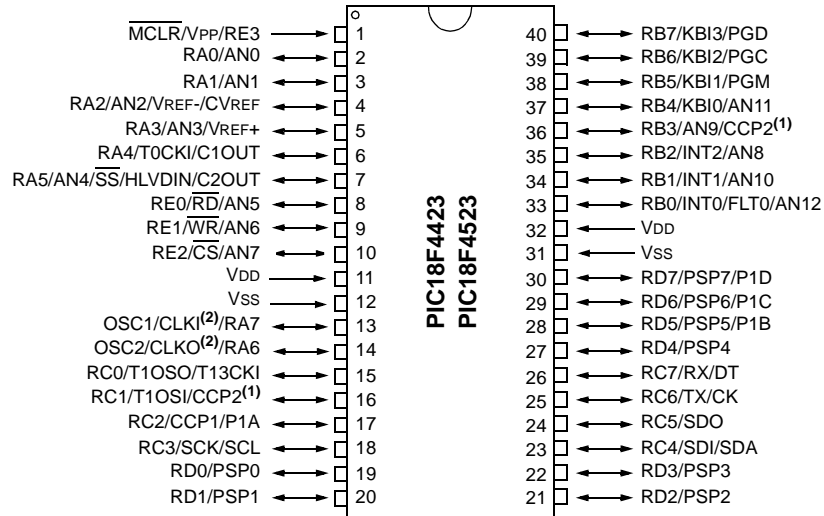 MCLR/VPP/RE3 1
RA0/AN0 2
RA1/AN1 3
RA2/AN2/VREF-/CVREF 4
RA3/AN3/VREF+ 5
RA4/T0CKI/C1OUT 6
RA5/AN4/SS/HLVDIN/C2OUT 7
RE0/RD/AN5 8
RE1/WR/AN6 9
RE2/CS/AN7 10
VDD 11
VSS 12
OSC1/CLKI(2)/RA7 13
OSC2/CLKO(2)/RA6 14
RC0/T1OSO/T13CKI 15
RC1/T1OSI/CCP2(1) 16
RC2/CCP1/P1A 17
RC3/SCK/SCL 18
RD0/PSP0 19
RD1/PSP1 20
PIC18F4423
PIC18F4523
40 RB7/KBI3/PGD
39 RB6/KBI2/PGC
38 RB5/KBI1/PGM
37 RB4/KBI0/AN11
36 RB3/AN9/CCP2(1)
35 RB2/INT2/AN8
34 RB1/INT1/AN10
33 RB0/INT0/FLT0/AN12
32 VDD
31 VSS
30 RD7/PSP7/P1D
29 RD6/PSP6/P1C
28 RD5/PSP5/P1B
27 RD4/PSP4
26 RC7/RX/DT
25 RC6/TX/CK
24 RC5/SDO
23 RC4/SDI/SDA
22 RD3/PSP3
21 RD2/PSP2